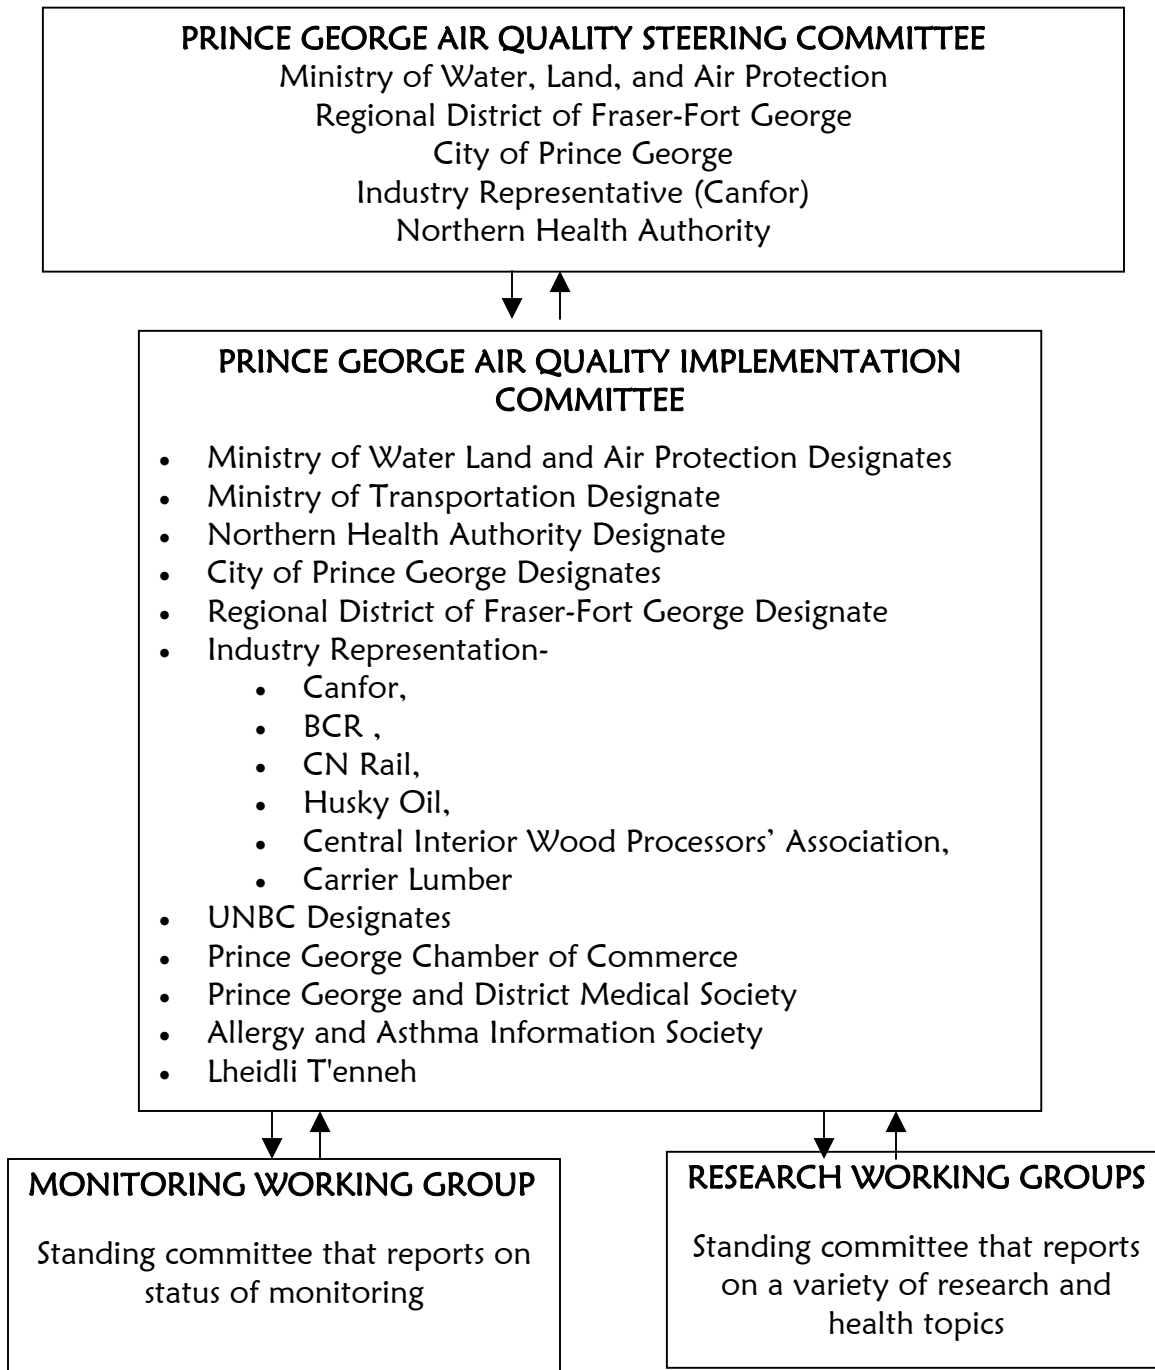 PRINCE GEORGE AIR QUALITY STEERING COMMITTEE
Ministry of Water, Land, and Air Protection
Regional District of Fraser-Fort George
City of Prince George
Industry Representative (Canfor)
Northern Health Authority
PRINCE GEORGE AIR QUALITY IMPLEMENTATION
COMMITTEE
• Ministry of Water Land and Air Protection Designates
• Ministry of Transportation Designate
• Northern Health Authority Designate
• City of Prince George Designates
• Regional District of Fraser-Fort George Designate
• Industry Representation-
• Canfor,
• BCR ,
• CN Rail,
• Husky Oil,
• Central Interior Wood Processors’ Association,
• Carrier Lumber
• UNBC Designates
• Prince George Chamber of Commerce
• Prince George and District Medical Society
• Allergy and Asthma Information Society
• Lheidli T'enneh
MONITORING WORKING GROUP
Standing committee that reports on
status of monitoring
RESEARCH WORKING GROUPS
Standing committee that reports
on a variety of research and
health topics